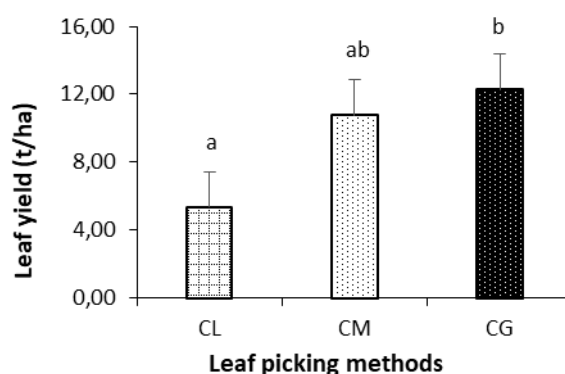 Leaf yield (t/ha)
16,00
12,00
8,00
4,00
0,00
a
ab
b
CL
CM
CG
Leaf picking methods